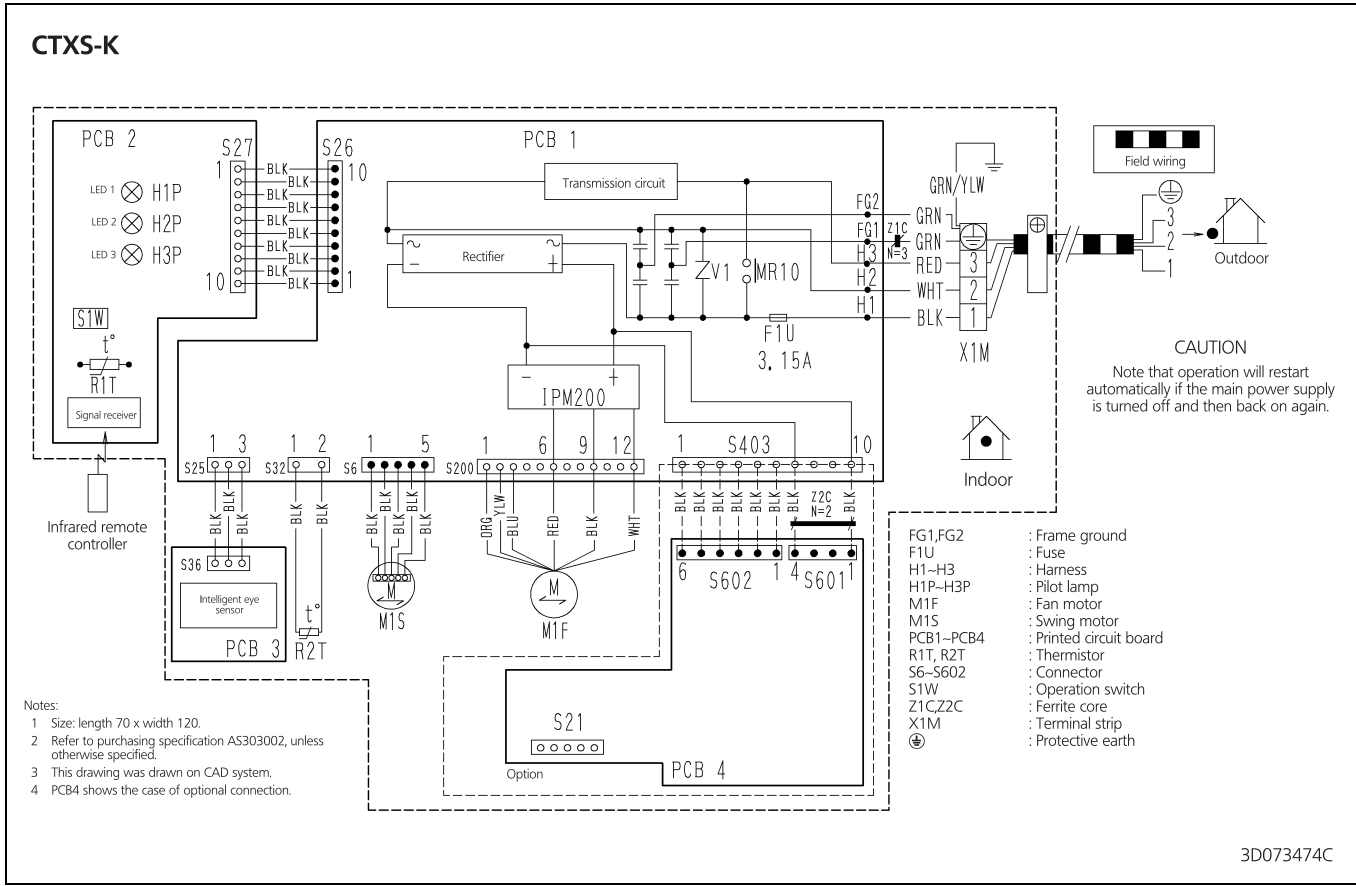 CTXS-K
PCB 2
S27
S26
PCB 1
1
BLK
10
BLK
LED 1 H1P
BLK
BLK
LED 2 H2P
BLK
BLK
BLK
LED 3 H3P
BLK
BLK
10
BLK
1
Transmission circuit
Rectifier
V1
MR10
F1U
3.15A
FG2
FG1
H3
H2
H1
Z1C
N=3
GRN/YLW
GRN
GRN
RED
WHT
BLK
3
2
1
X1M
Field wiring
3
2
1
Outdoor
CAUTION
Note that operation will restart
automatically if the main power supply
is turned off and then back on again.
Indoor
S1W
t°
R1T
Signal receiver
Infrared remote
controller
IPM200
S25 1 3
S32 1 2
S6 1 5
S200 1 6 9 12
1 S403 10
BLK
BLK
BLK
BLK
BLK
BLK
BLK
BLK
BLK
BLK
ORG
YLW
BLU
RED
BLK
WHT
BLK
BLK
BLK
BLK
BLK
BLK
BLK
BLK
Z2C
N=2
S36
Intelligent eye
sensor
PCB 3
t°
R2T
M
M1S
M
M1F
6 S602 1
4 S601 1
S21
Option
PCB 4
FG1,FG2 : Frame ground
F1U : Fuse
H1~H3 : Harness
H1P~H3P : Pilot lamp
M1F : Fan motor
M1S : Swing motor
PCB1~PCB4 : Printed circuit board
R1T, R2T : Thermistor
S6~S602 : Connector
S1W : Operation switch
Z1C,Z2C : Ferrite core
X1M : Terminal strip
: Protective earth
Notes:
1 Size: length 70 x width 120.
2 Refer to purchasing specification AS303002, unless
otherwise specified.
3 This drawing was drawn on CAD system.
4 PCB4 shows the case of optional connection.
3D073474C